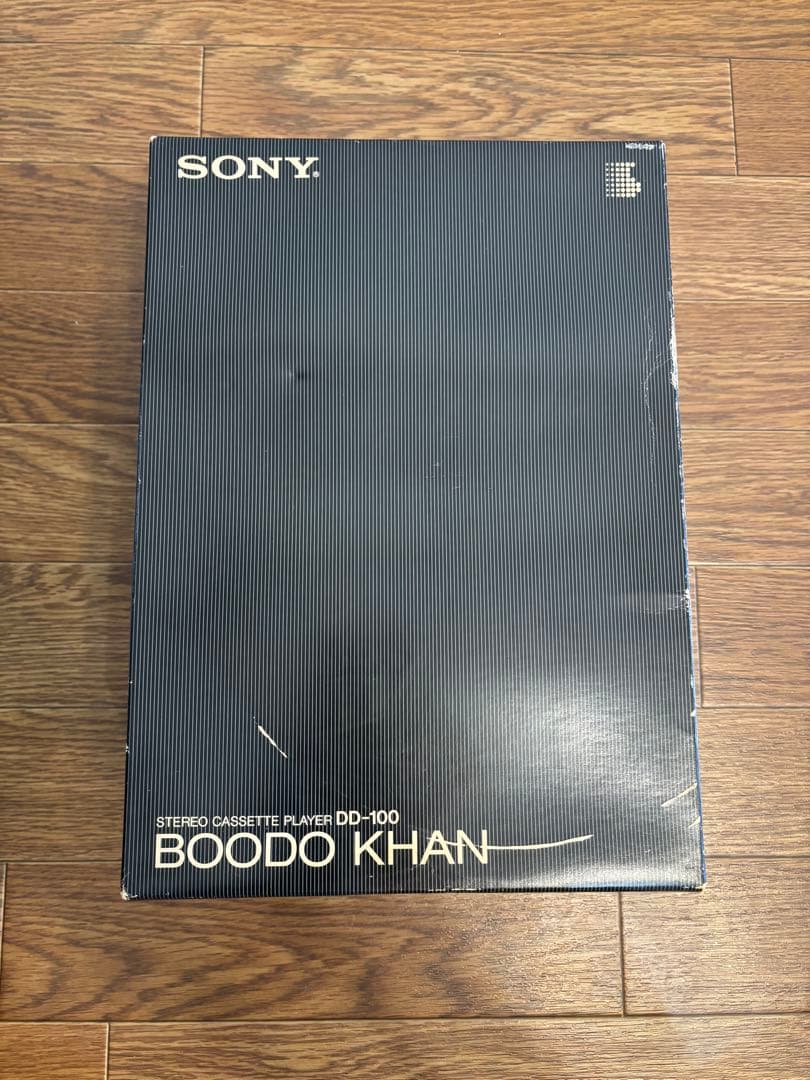 SONY®
STEREO CASSETTE PLAYER DD-100
BOODO KHAN